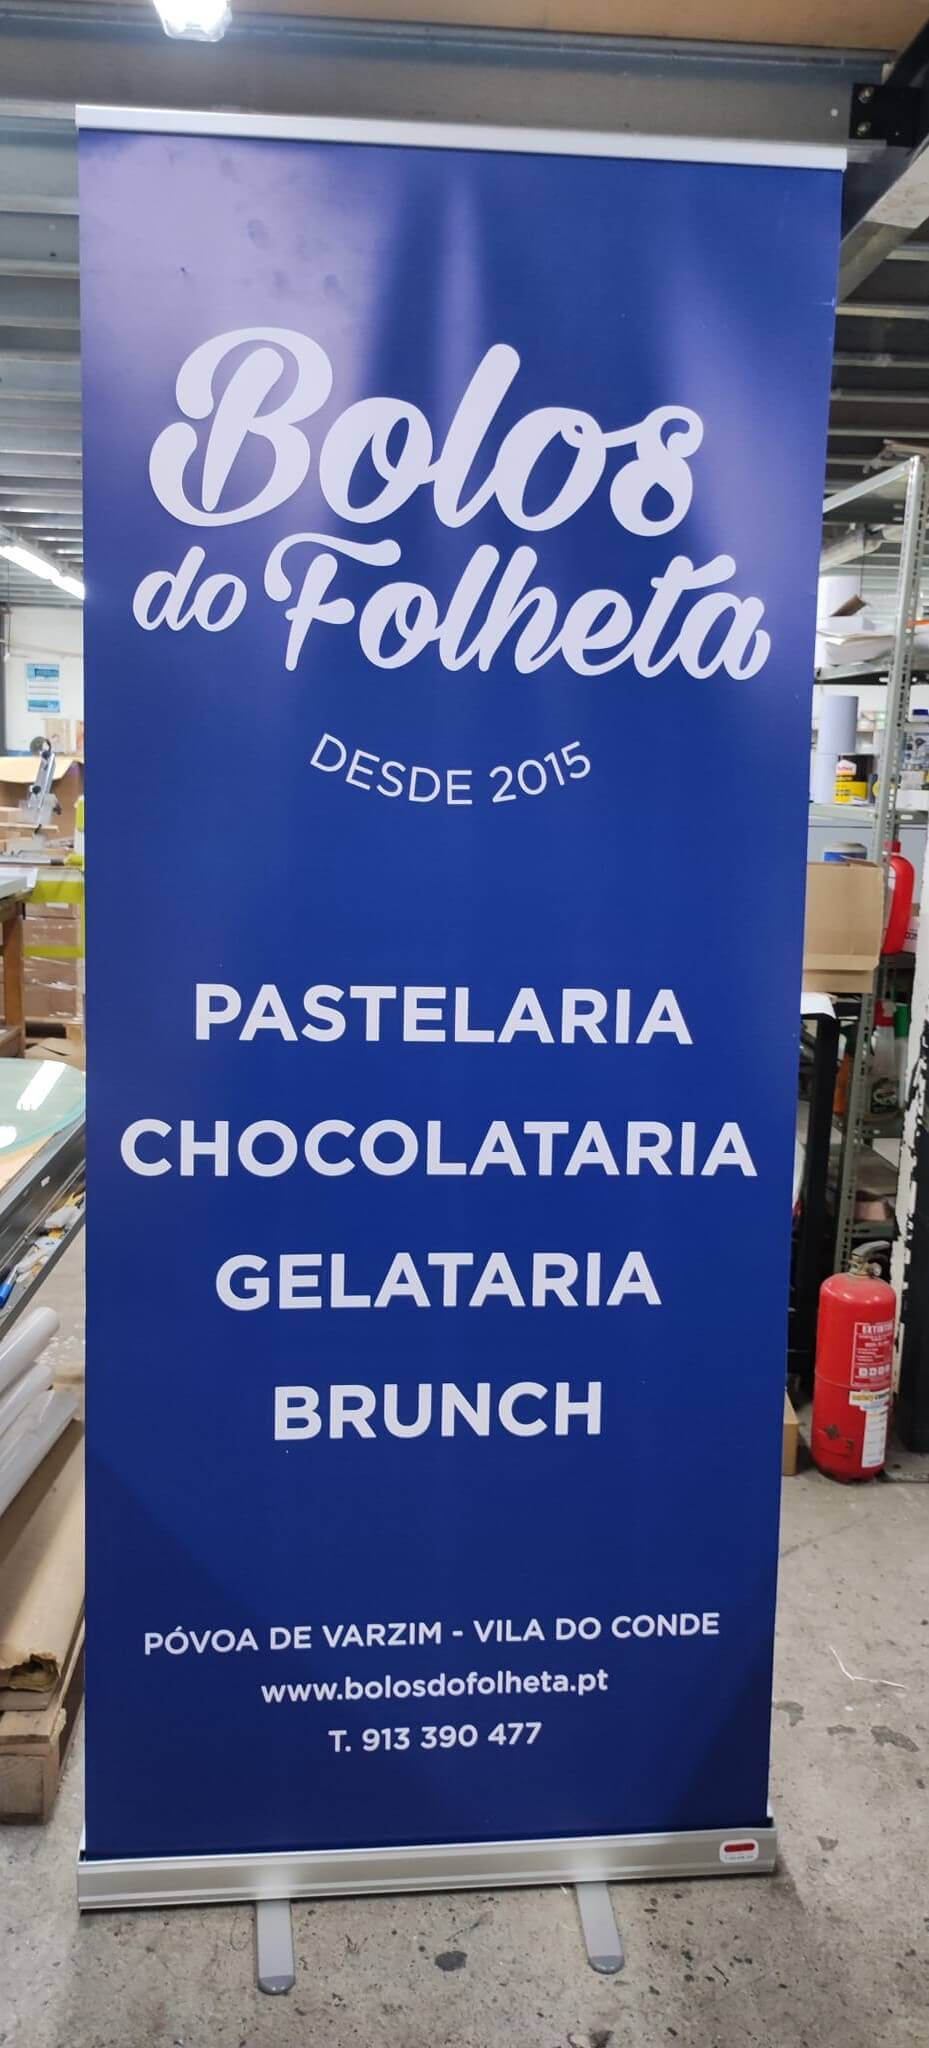 Bolos
do Folheta
DESDE 2015
PASTELARIA
CHOCOLATARIA
GELATARIA
BRUNCH
PÓVOA DE VARZIM - VILA DO CONDE
www.bolosdofolheta.pt
T. 913 390 477